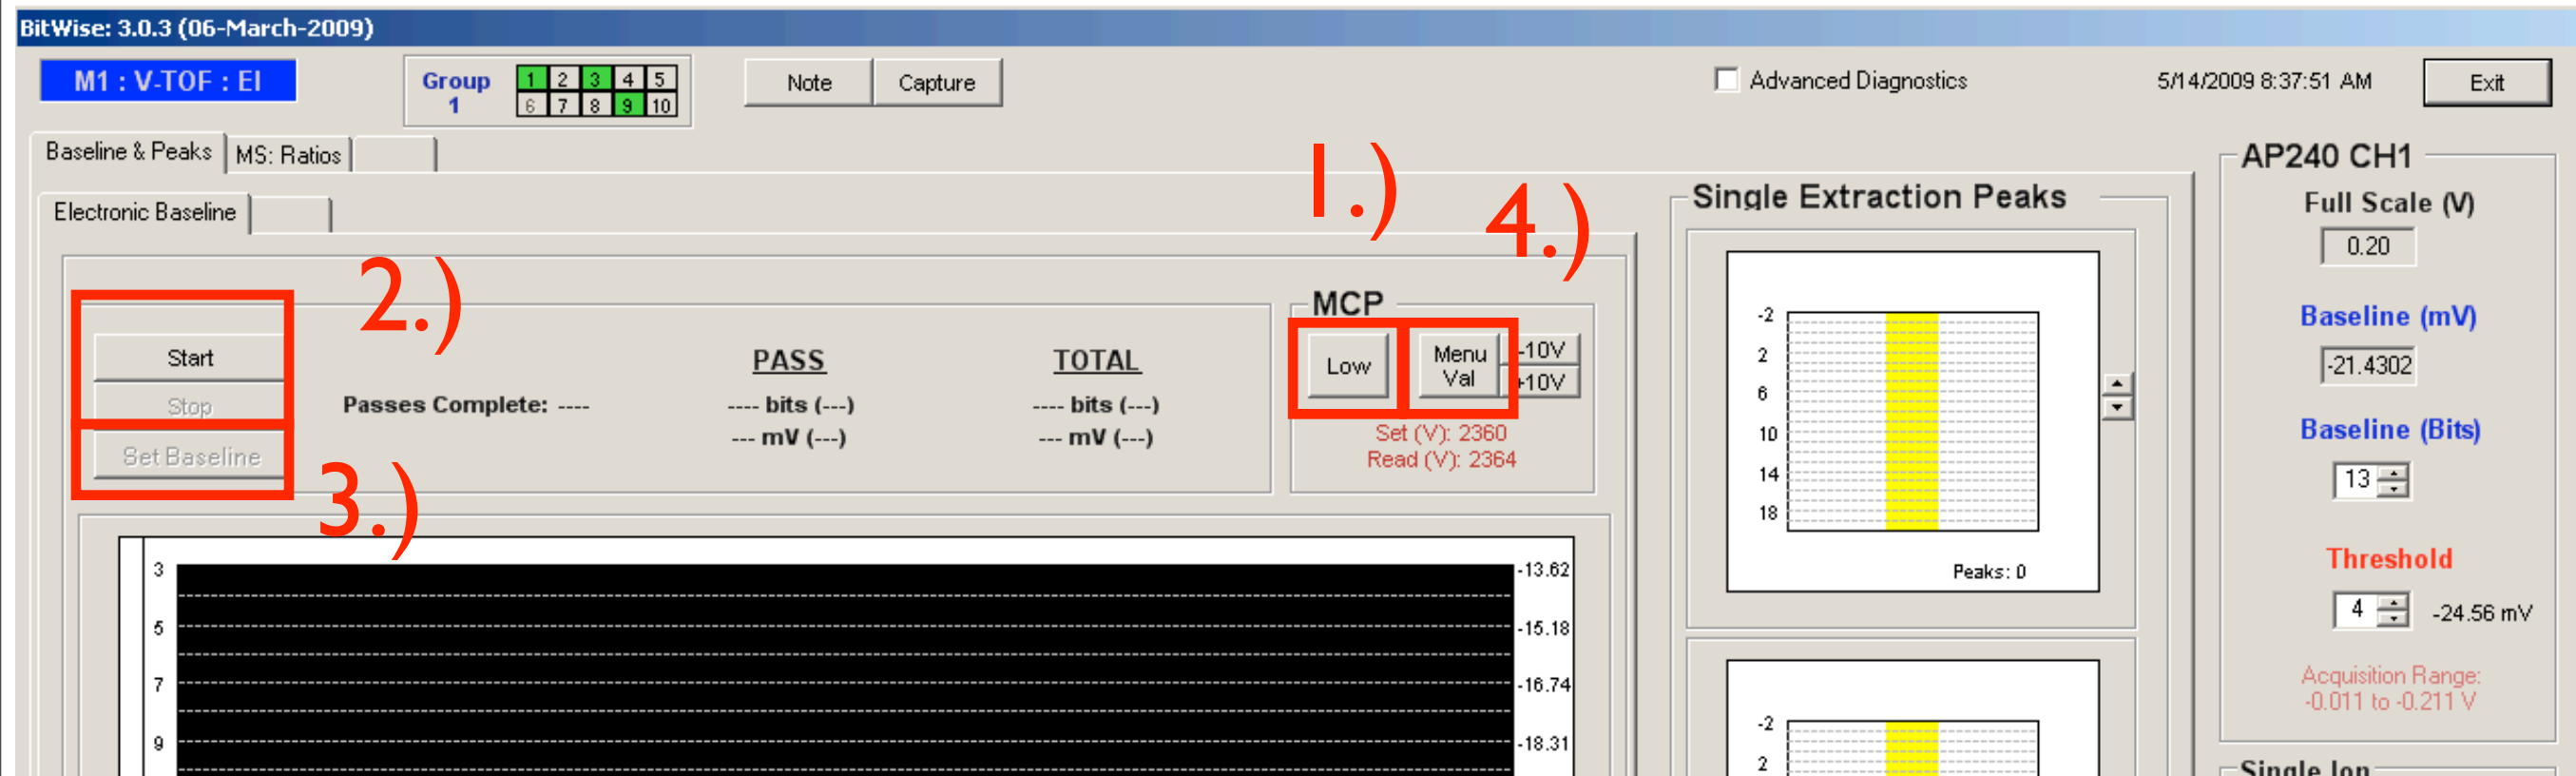 BitWise: 3.0.3 (06-March-2009)
M1 : V-TOF : EI
Group 1
1 2 3 4 5
6 7 8 9 10
Note
Capture
Advanced Diagnostics
5/14/2009 8:37:51 AM
Exit
Baseline & Peaks
MS: Ratios
Electronic Baseline
1.)
4.)
2.)
3.)
Start
Stop
Set Baseline
Passes Complete: ----
PASS
---- bits (---)
--- mV (---)
TOTAL
---- bits (---)
--- mV (---)
MCP
Low
Menu
Val
-10V
+10V
Set (V): 2360
Read (V): 2364
3
5
7
9
-13.62
-15.18
-16.74
-18.31
Single Extraction Peaks
-2
2
6
10
14
18
Peaks: 0
-2
2
AP240 CH1
Full Scale (V)
0.20
Baseline (mV)
-21.4302
Baseline (Bits)
13
Threshold
4
-24.56 mV
Acquisition Range:
-0.011 to -0.211 V
Single Ion